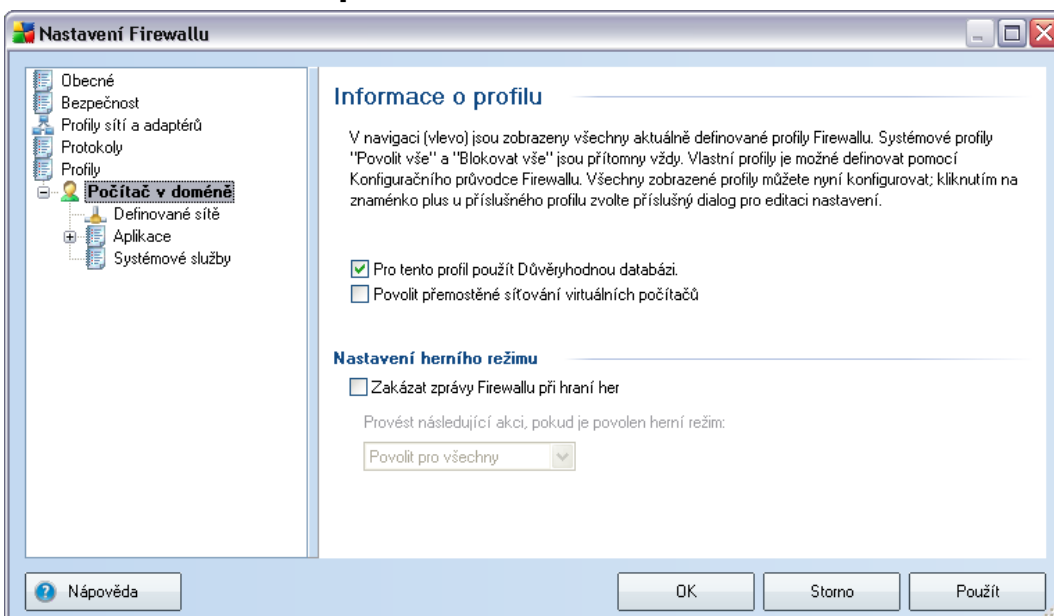 Nastavení Firewallu
Obecné
Bezpečnost
Profily sítí a adaptérů
Protokoly
Profily
Počítač v doméně
Definované sítě
Aplikace
Systémové služby
Informace o profilu
V navigaci (vlevo) jsou zobrazeny všechny aktuálně definované profily Firewallu. Systémové profily
"Povolit vše" a "Blokovat vše" jsou přítomny vždy. Vlastní profily je možné definovat pomocí
Konfiguračního průvodce Firewallu. Všechny zobrazené profily můžete nyní konfigurovat; kliknutím na
znaménko plus u příslušného profilu zvolte příslušný dialog pro editaci nastavení.
Pro tento profil použít Důvěryhodnou databázi.
Povolit přemostěné síťování virtuálních počítačů
Nastavení herního režimu
Zakázat zprávy Firewallu při hraní her
Provést následující akci, pokud je povolen herní režim:
Povolit pro všechny
Nápověda
OK
Storno
Použít